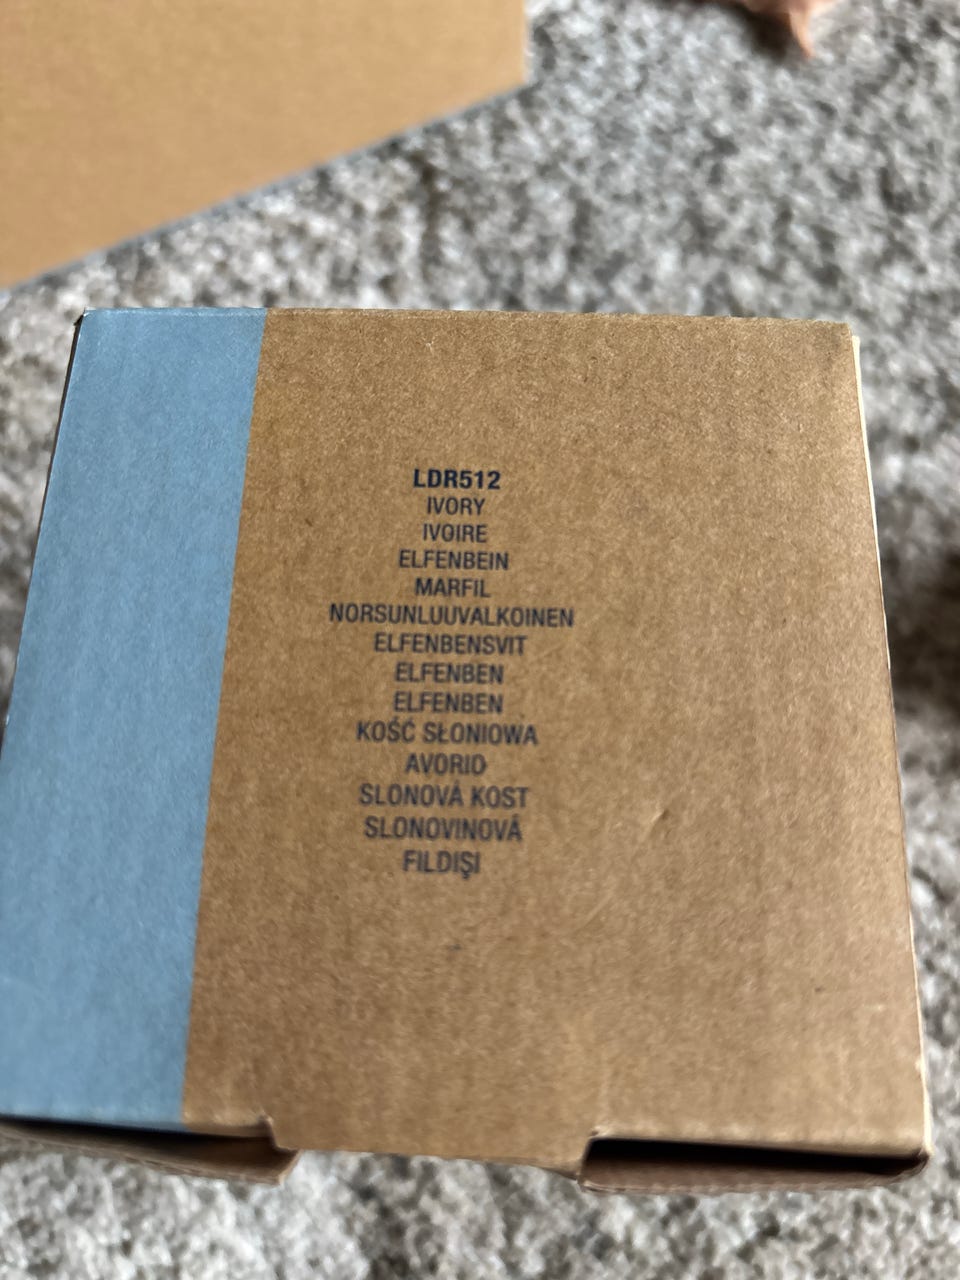 LDR512
IVORY
IVOIRE
ELFENBEIN
MARFIL
NORSUNLUUVALKOINEN
ELFENBENSVIT
ELFENBEN
ELFENBEN
KOŚĆ SŁONIOWA
AVORIO
SLONOVÁ KOST
SLONOVINOVÁ
FILDIŞI